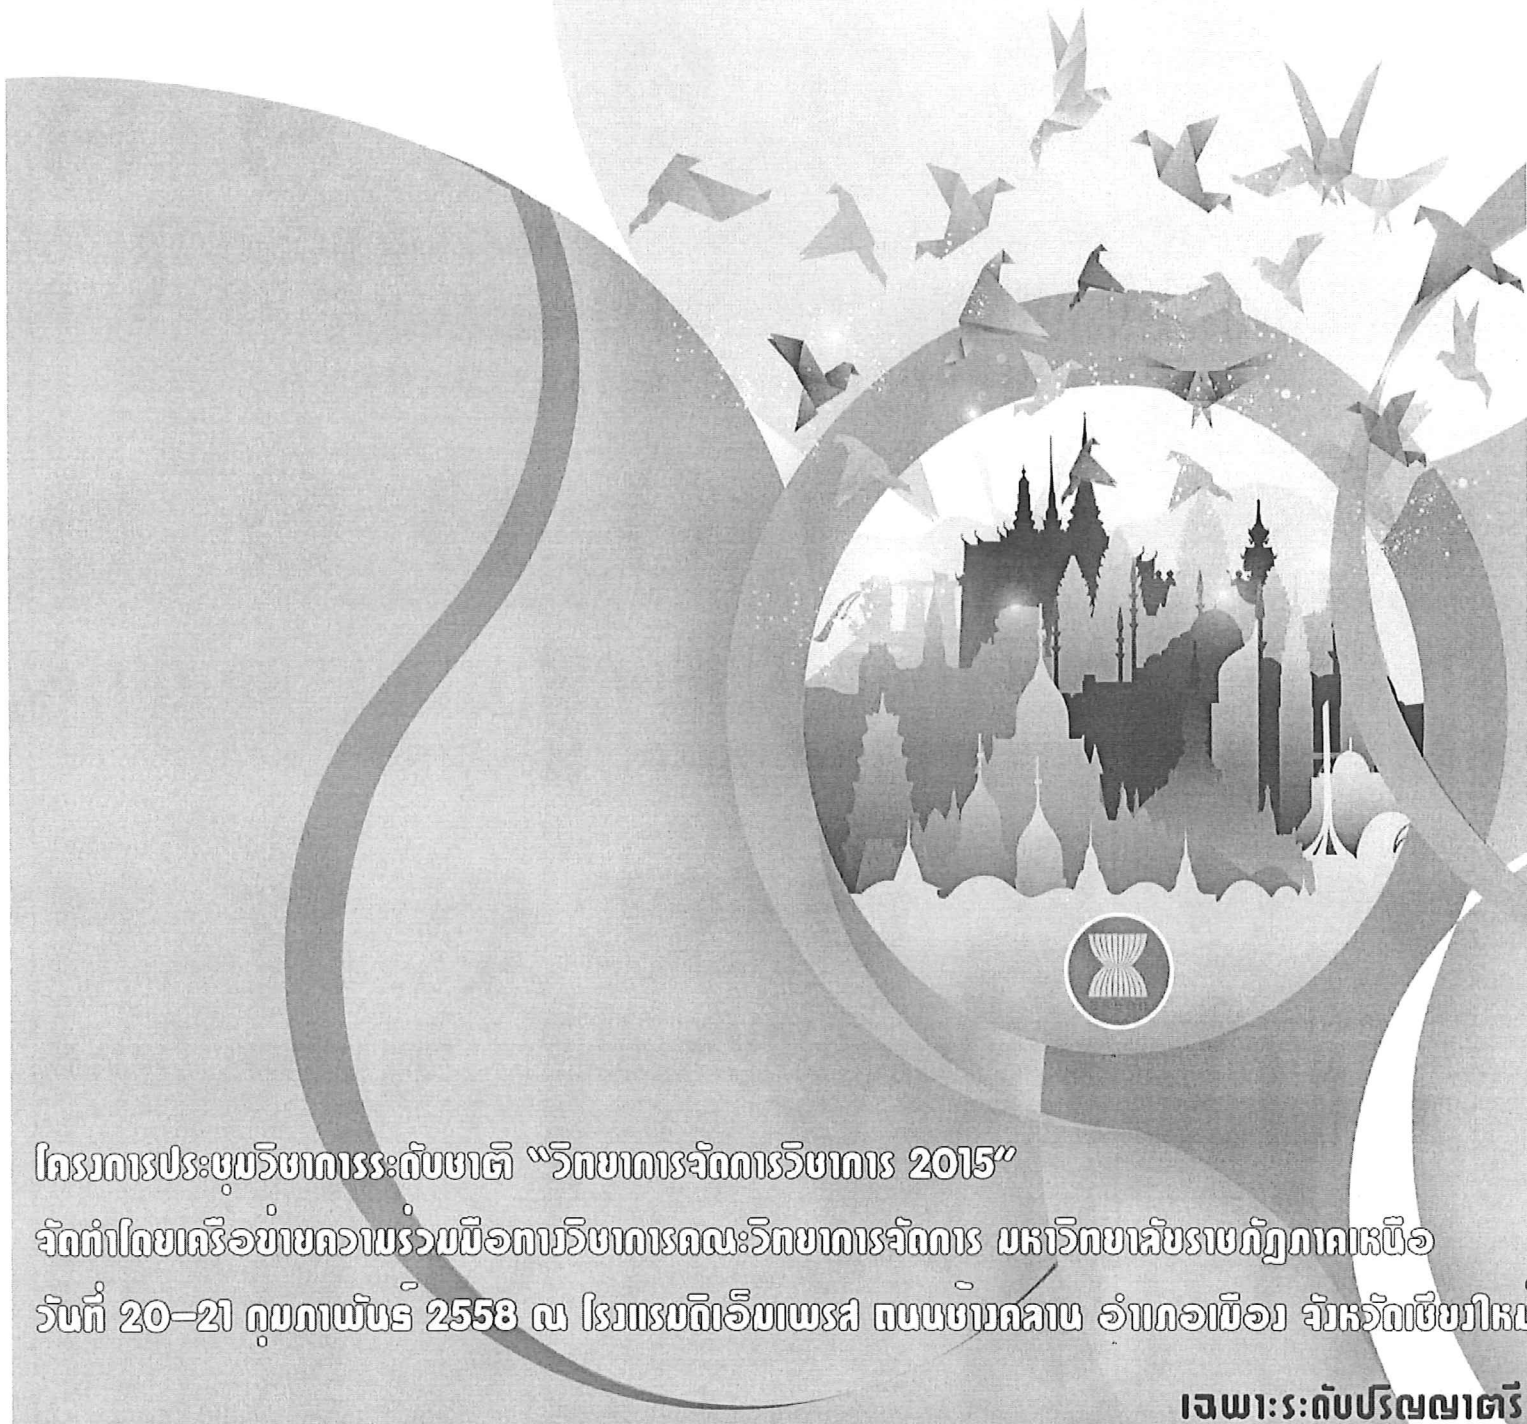 โครงการประชุมวิชาการระดับชาติ “วิทยาการจัดการวิชาการ 2015”
จัดทำโดยเครือข่ายความร่วมมือทางวิชาการคณะวิทยาการจัดการ มหาวิทยาลัยราชภัฏภาคเหนือ
วันที่ 20-21 กุมภาพันธ์ 2558 ณ โรงแรมดิเอ็มเพรส ถนนช้างคลาน อำเภอเมือง จังหวัดเชียงใหม่
เฉพาะระดับปริญญาตรี